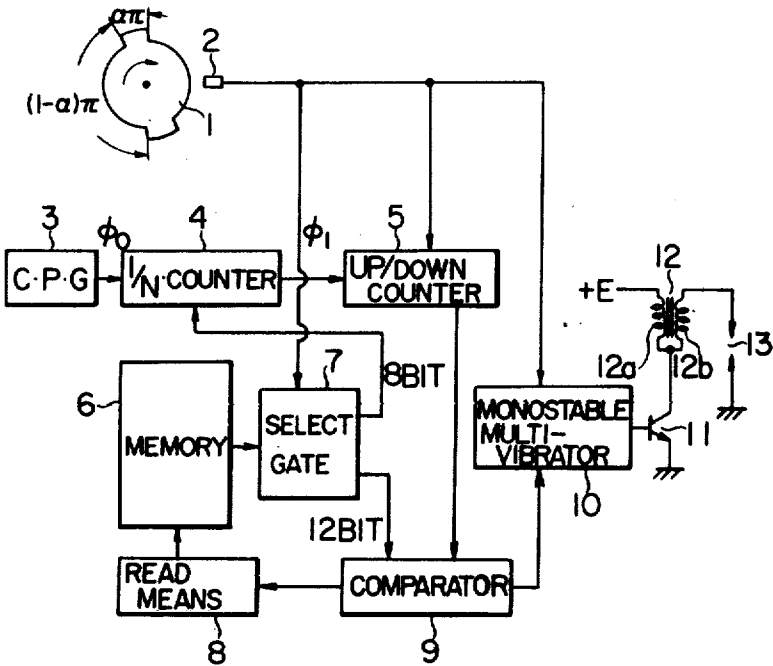 απ
2
(1-α)π
1
3
φ0
4
φ1
5
C·P·G
1/N·COUNTER
UP/DOWN
COUNTER
+E
12
13
12a
12b
6
7
8BIT
MEMORY
SELECT
GATE
MONOSTABLE
MULTI-
VIBRATOR
11
10
12BIT
READ
MEANS
COMPARATOR
8
9